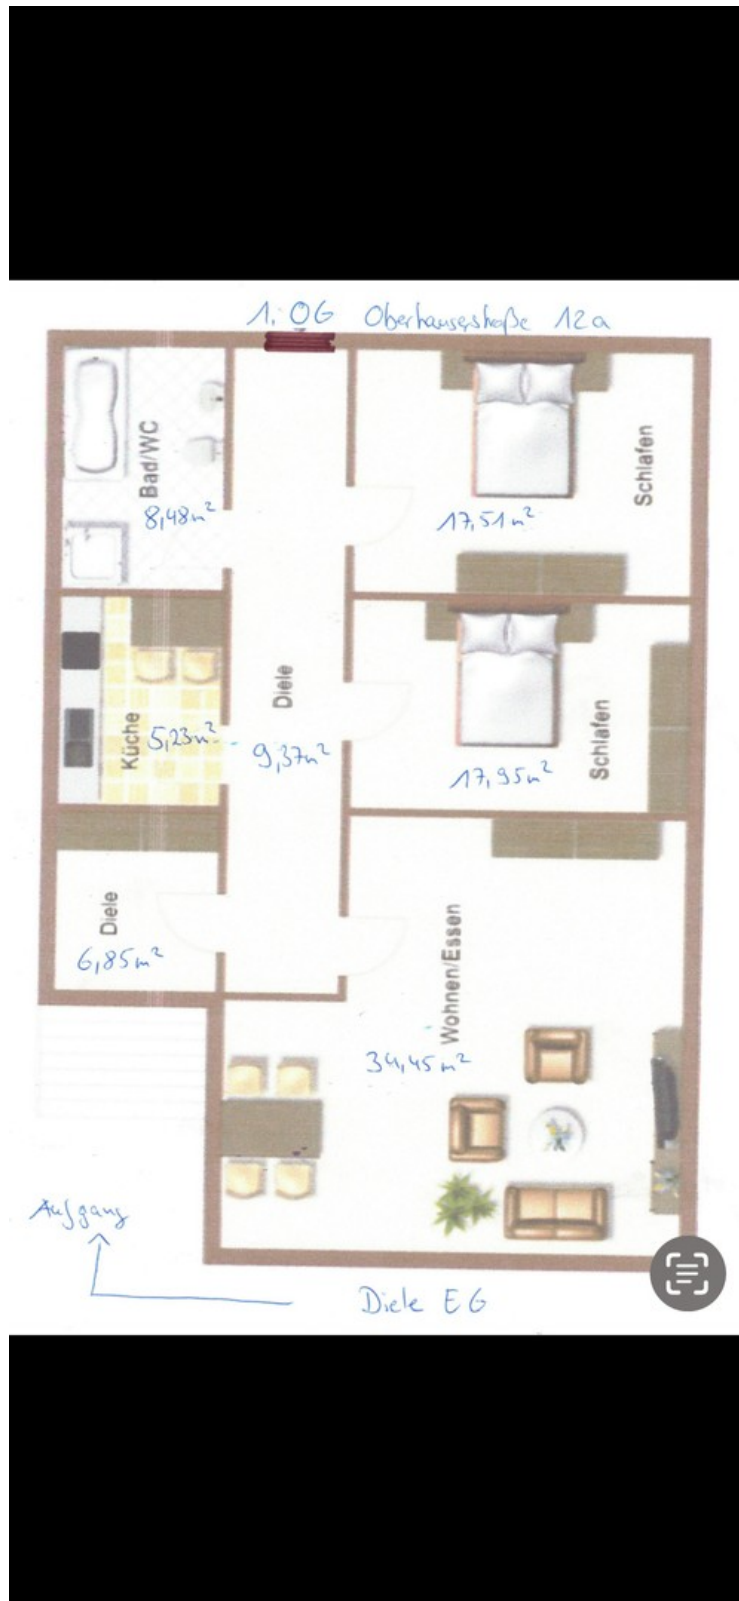 1. OG Oberhauserstraße 12a
Bad/WC
8,48m²
Schlafen
17,51m²
Küche
5,23m²
Diele
9,37m²
Schlafen
17,95m²
Diele
6,85m²
Wohnen/Essen
34,45m²
Aufgang
Diele EG